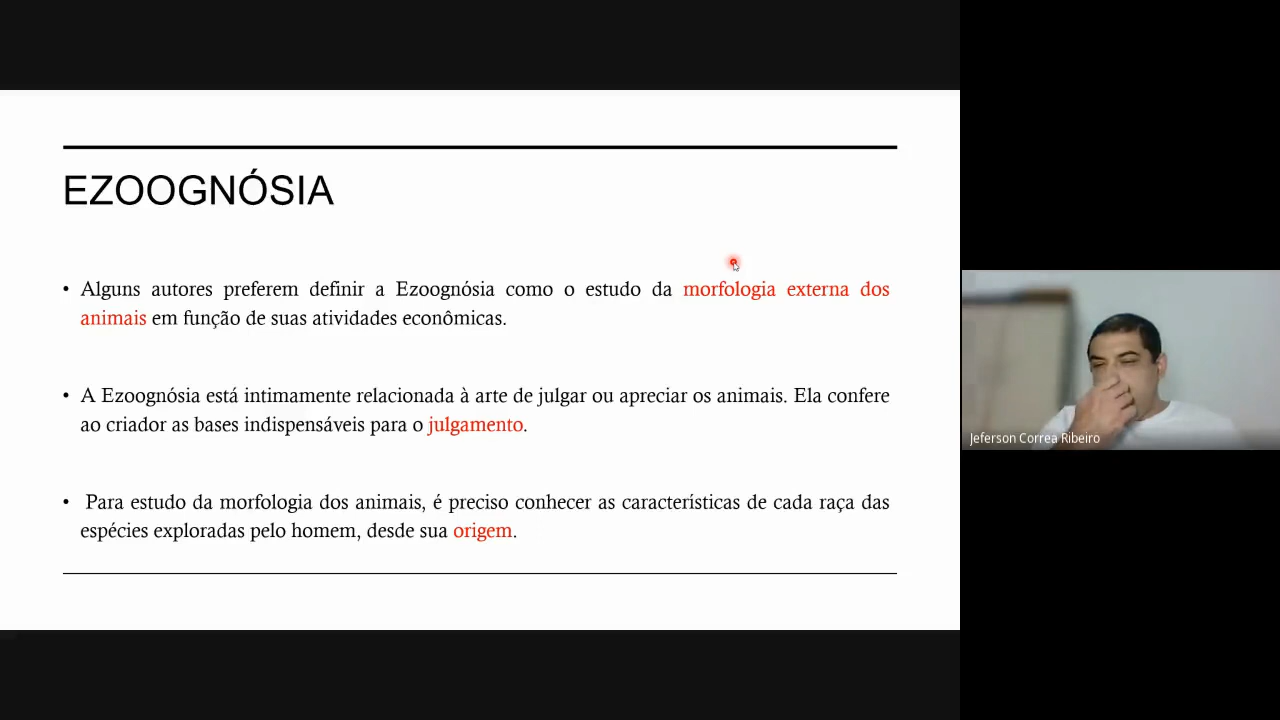 EZOOGNÓSIA
• Alguns autores preferem definir a Ezoognósia como o estudo da morfologia externa dos
animais em função de suas atividades econômicas.
• A Ezoognósia está intimamente relacionada à arte de julgar ou apreciar os animais. Ela confere
ao criador as bases indispensáveis para o julgamento.
• Para estudo da morfologia dos animais, é preciso conhecer as características de cada raça das
espécies exploradas pelo homem, desde sua origem.
Jeferson Correa Ribeiro